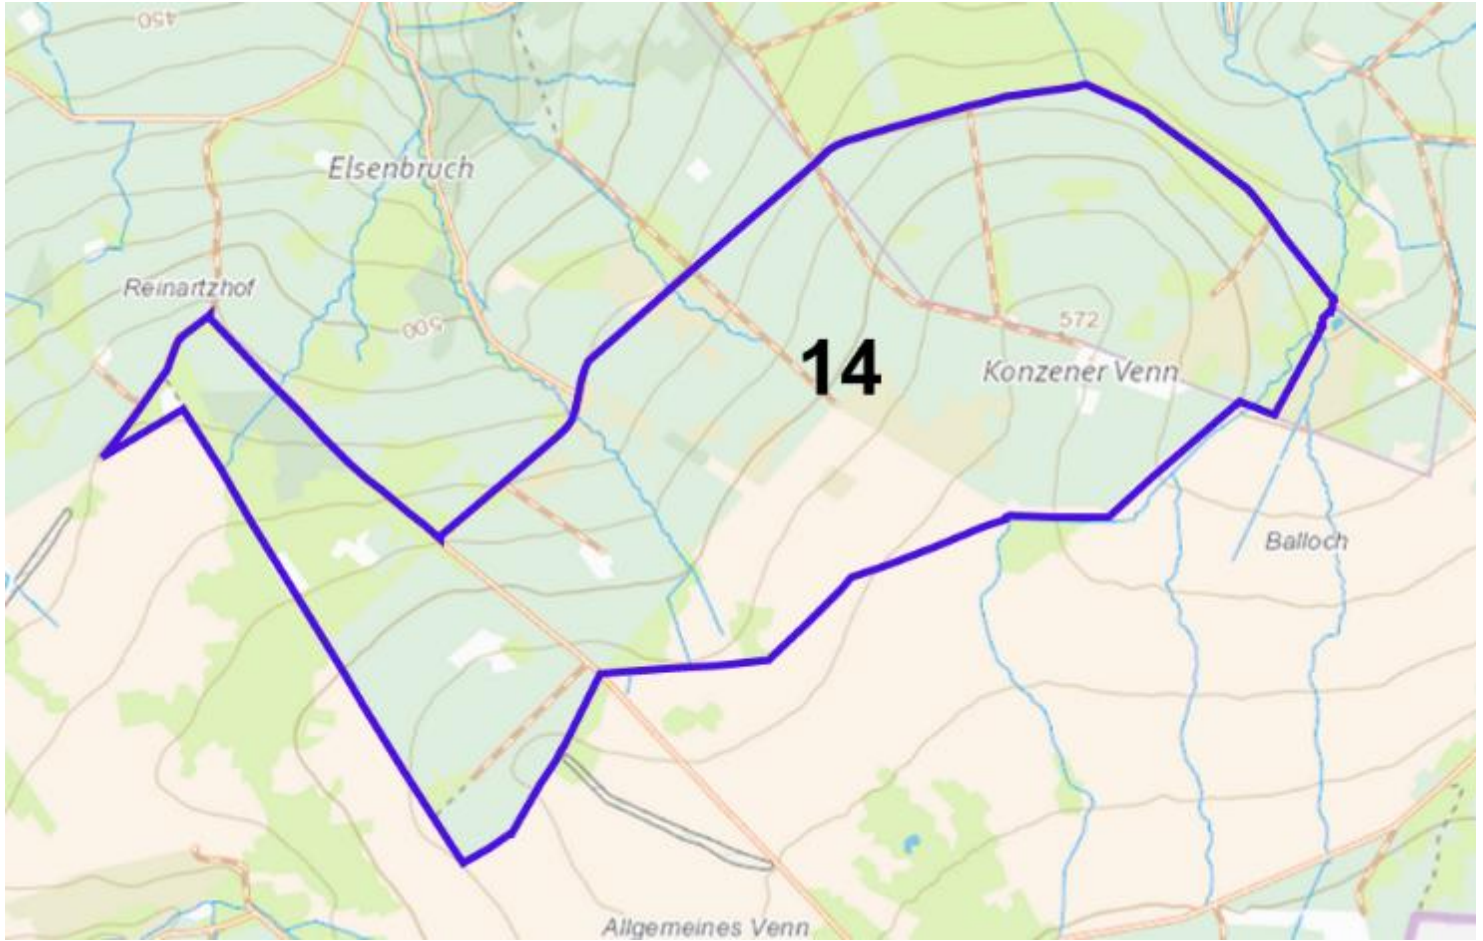 450
Elsenbruch
Reinartzhof
500
572
14
Konzener Venn
Balloch
Allgemeines Venn